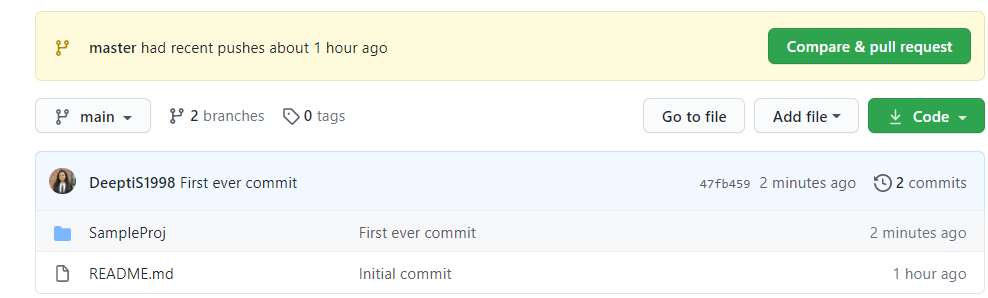 master had recent pushes about 1 hour ago Compare & pull request
main 2 branches 0 tags Go to file Add file Code
DeeptiS1998 First ever commit 47fb459 2 minutes ago 2 commits
SampleProj First ever commit 2 minutes ago
README.md Initial commit 1 hour ago